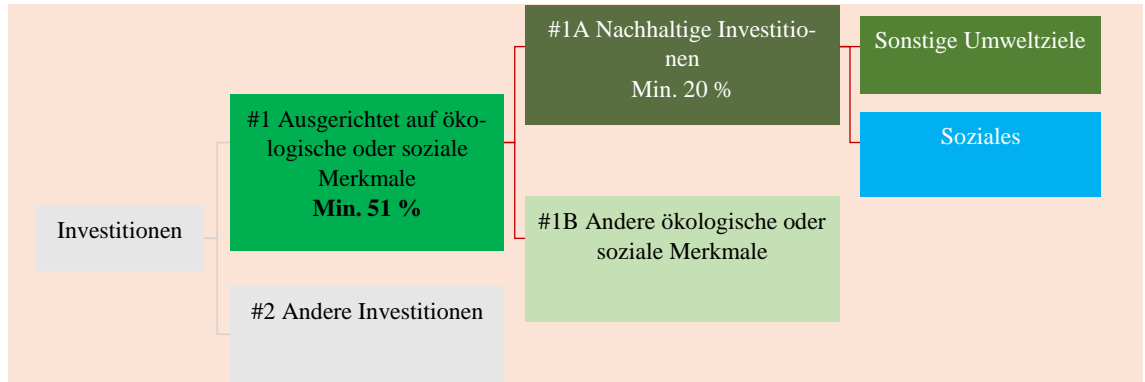 Investitionen
#1 Ausgerichtet auf öko-
logische oder soziale
Merkmale
Min. 51 %
#2 Andere Investitionen
#1A Nachhaltige Investitio-
nen
Min. 20 %
#1B Andere ökologische oder
soziale Merkmale
Sonstige Umweltziele
Soziales